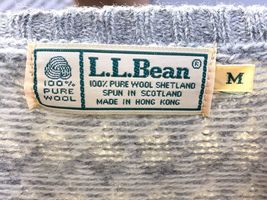 100%
PURE
WOOL
L.L.Bean®
100% PURE WOOL SHETLAND
SPUN IN SCOTLAND
MADE IN HONG KONG
M